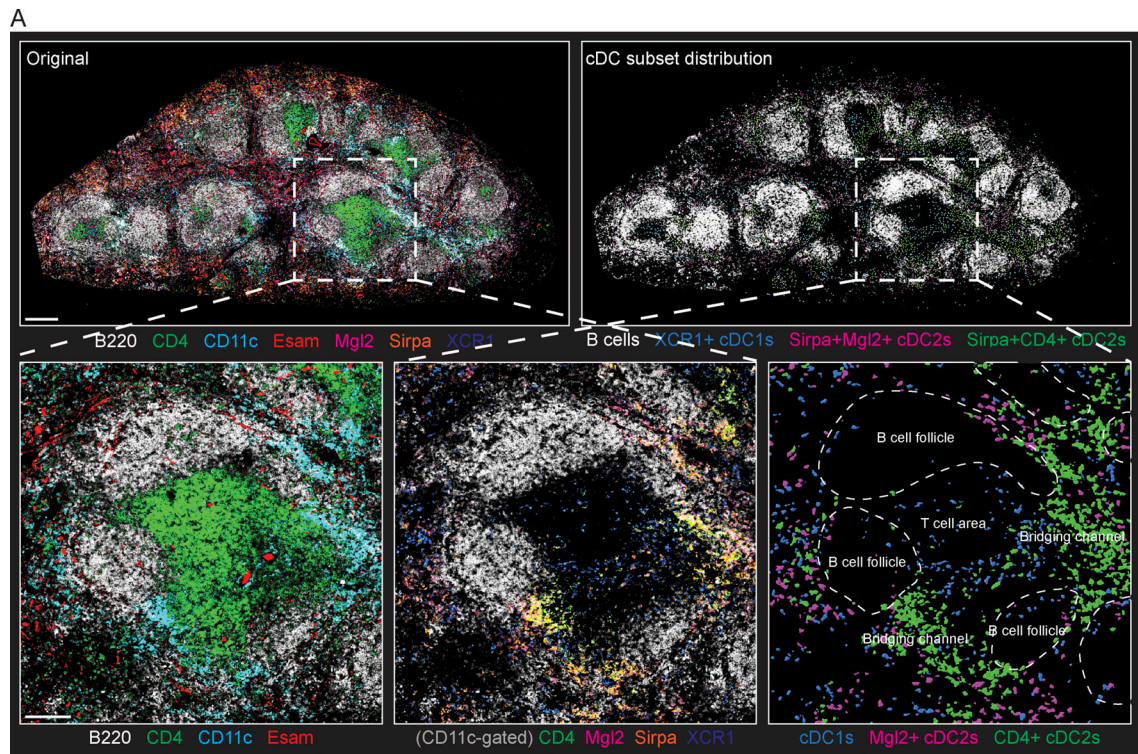 A
Original
cDC subset distribution
B220 CD4 CD11c Esam Mgl2 Sirpa XCR1
B cells XCR1+ cDC1s Sirpa+Mgl2+ cDC2s Sirpa+CD4+ cDC2s
B cell follicle
T cell area
Bridging channel
B cell follicle
B cell follicle
Bridging channel
B220 CD4 CD11c Esam
(CD11c-gated) CD4 Mgl2 Sirpa XCR1
cDC1s Mgl2+ cDC2s CD4+ cDC2s